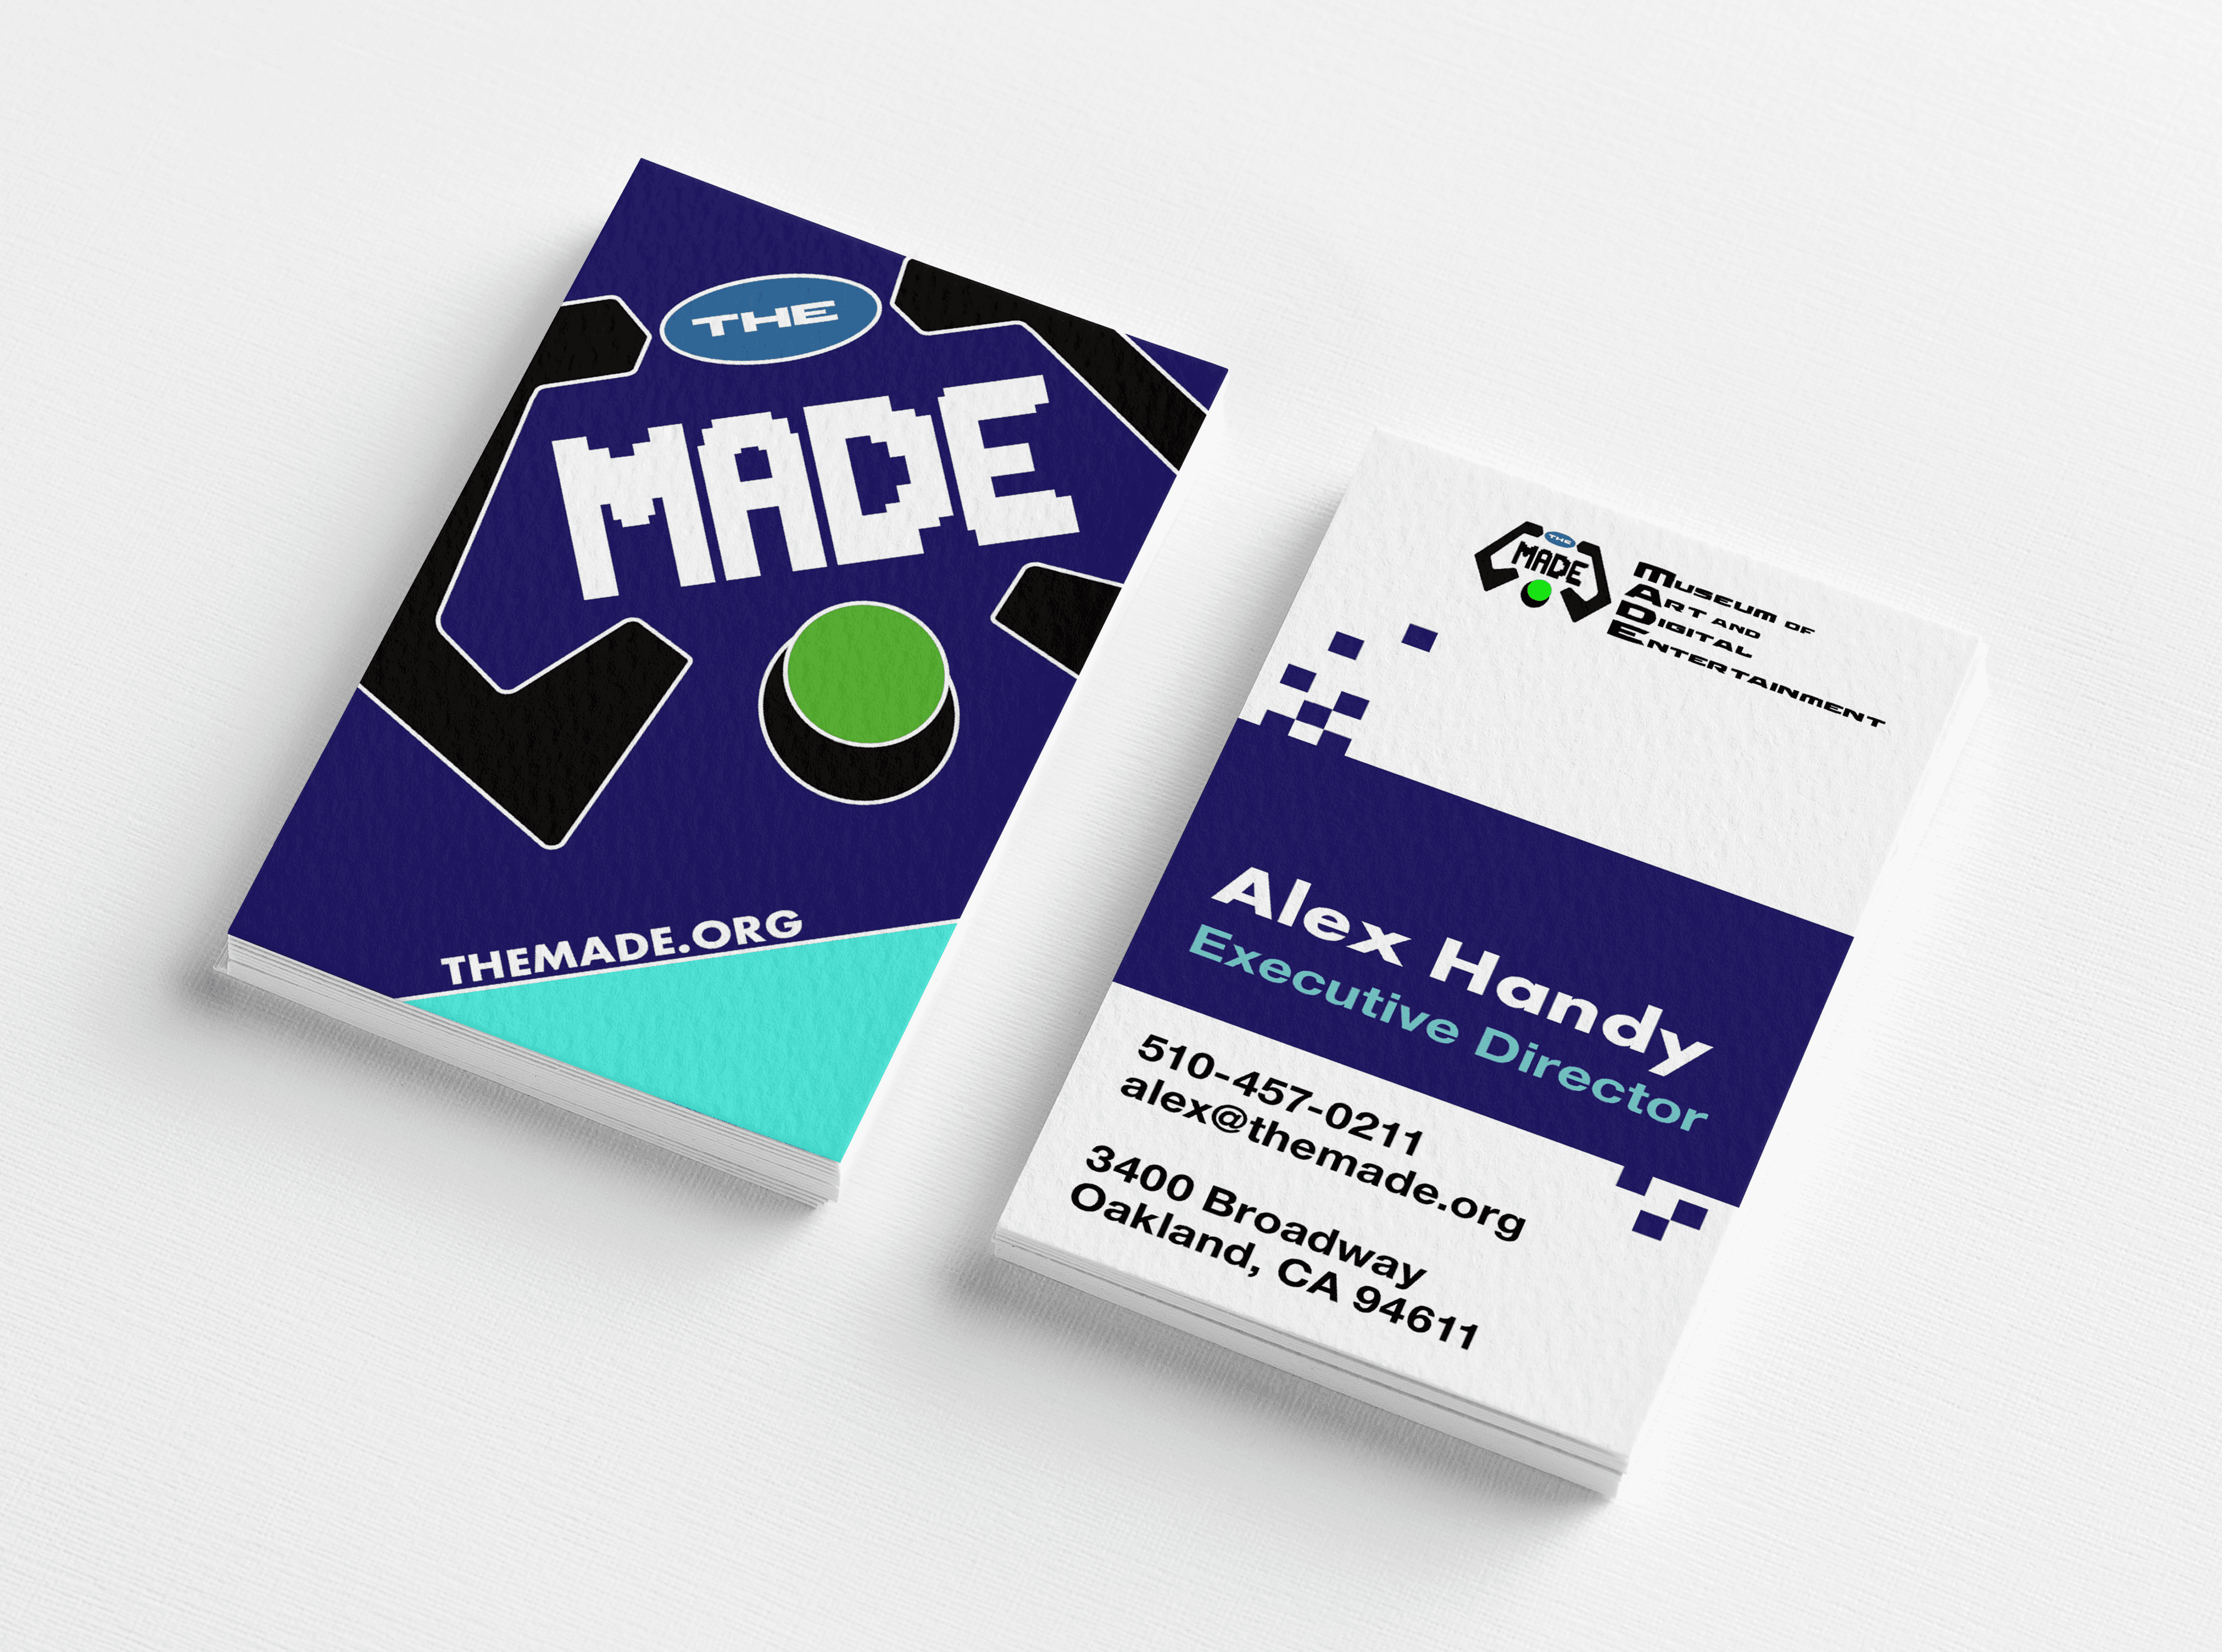 THE
MADE
THEMADE.ORG
THE
MADE
Museum of
Art and
Digital
Entertainment
Alex Handy
Executive Director
510-457-0211
alex@themade.org
3400 Broadway
Oakland, CA 94611